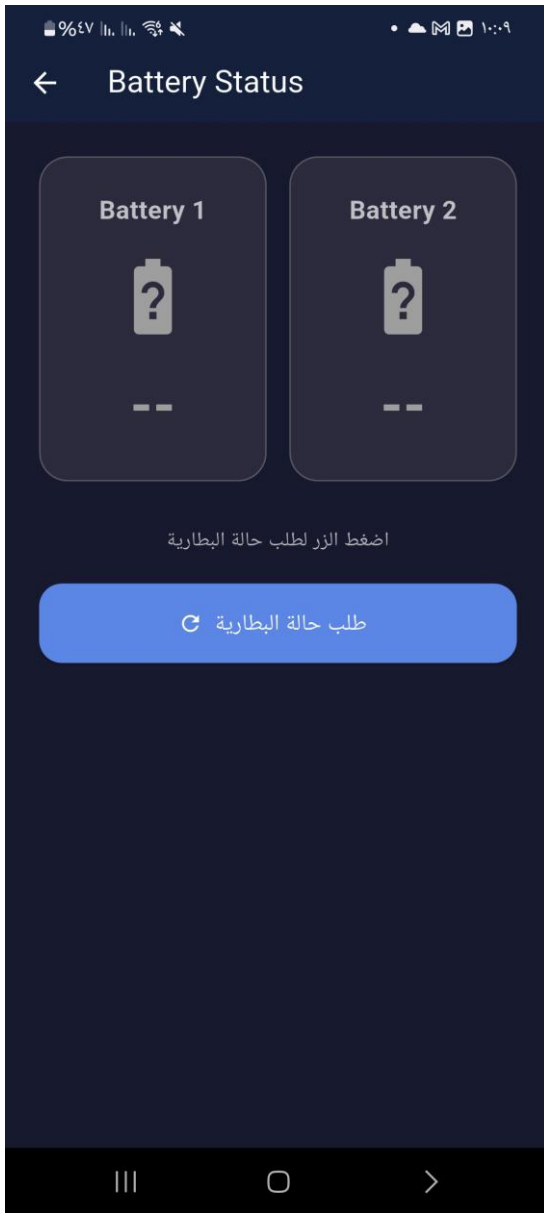 %٤٧ ١٠:٠٩
Battery Status
Battery 1 Battery 2
? ?
-- --
اضغط الزر لطلب حالة البطارية
طلب حالة البطارية